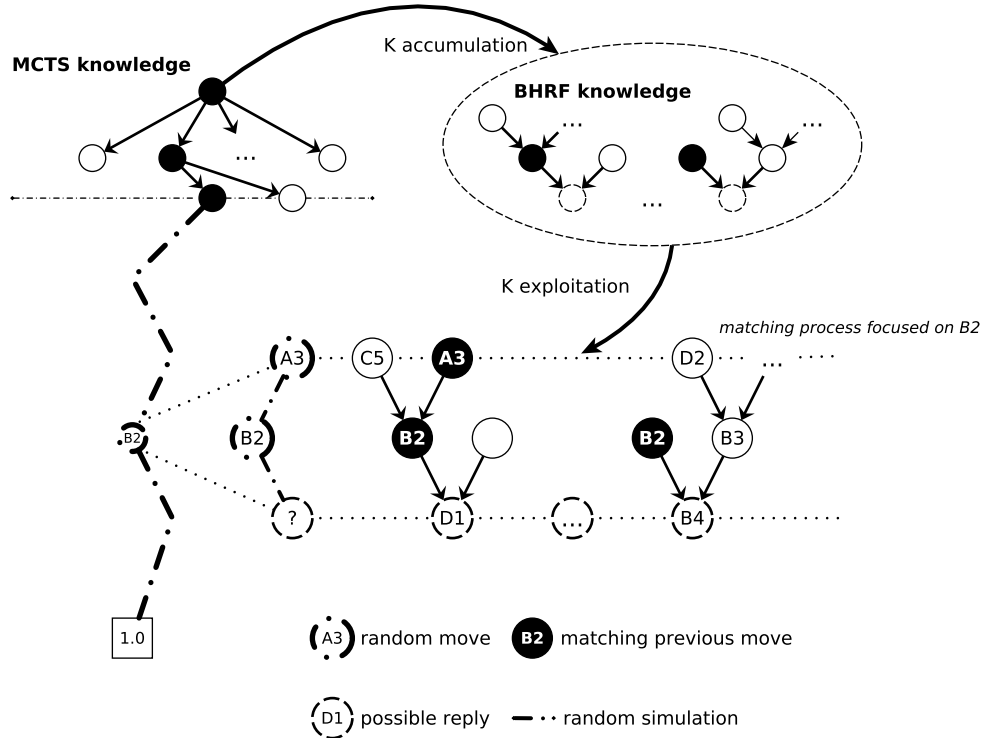 K accumulation
MCTS knowledge
BHRF knowledge
...
...
...
...
K exploitation
matching process focused on B2
A3
C5
A3
D2
...
B2
B2
B2
B2
B3
?
D1
...
B4
1.0
A3 random move
B2 matching previous move
D1 possible reply
random simulation